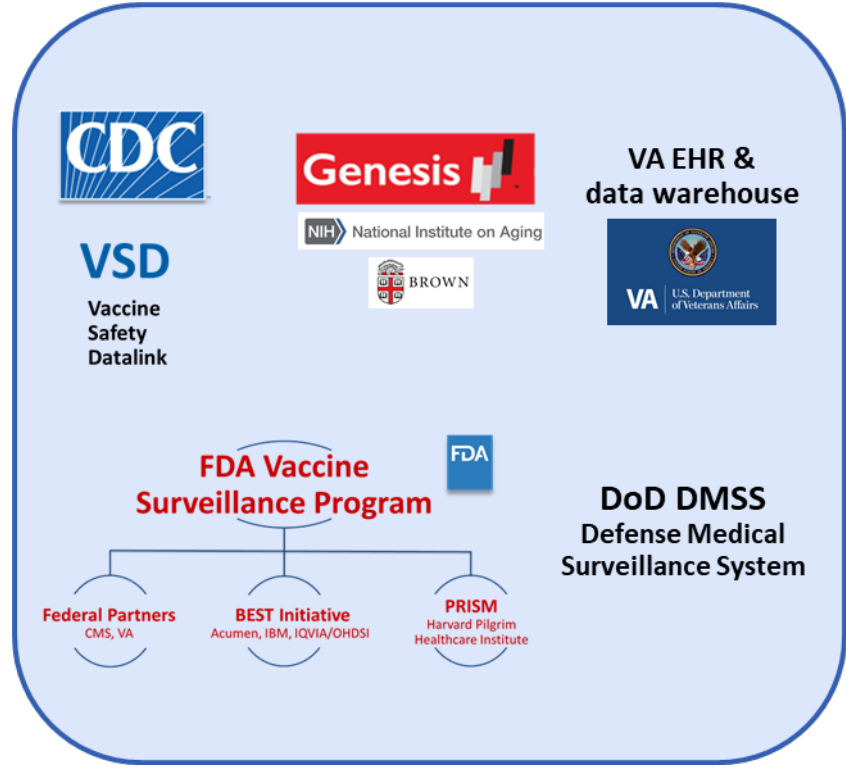 CDC
VSD
Vaccine
Safety
Datalink
Genesis
NIH National Institute on Aging
BROWN
VA EHR &
data warehouse
VA U.S. Department
of Veterans Affairs
FDA Vaccine
Surveillance Program
FDA
Federal Partners
CMS, VA
BEST Initiative
Acumen, IBM, IQVIA/OHDSI
PRISM
Harvard Pilgrim
Healthcare Institute
DoD DMSS
Defense Medical
Surveillance System